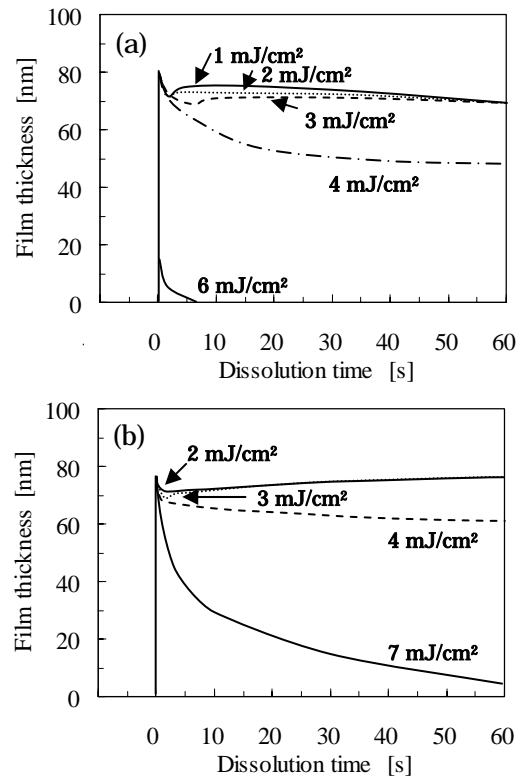 (a)
1 mJ/cm²
2 mJ/cm²
3 mJ/cm²
4 mJ/cm²
6 mJ/cm²
100
80
60
40
20
0
Film thickness [nm]
0 10 20 30 40 50 60
Dissolution time [s]
(b)
2 mJ/cm²
3 mJ/cm²
4 mJ/cm²
7 mJ/cm²
100
80
60
40
20
0
Film thickness [nm]
0 10 20 30 40 50 60
Dissolution time [s]